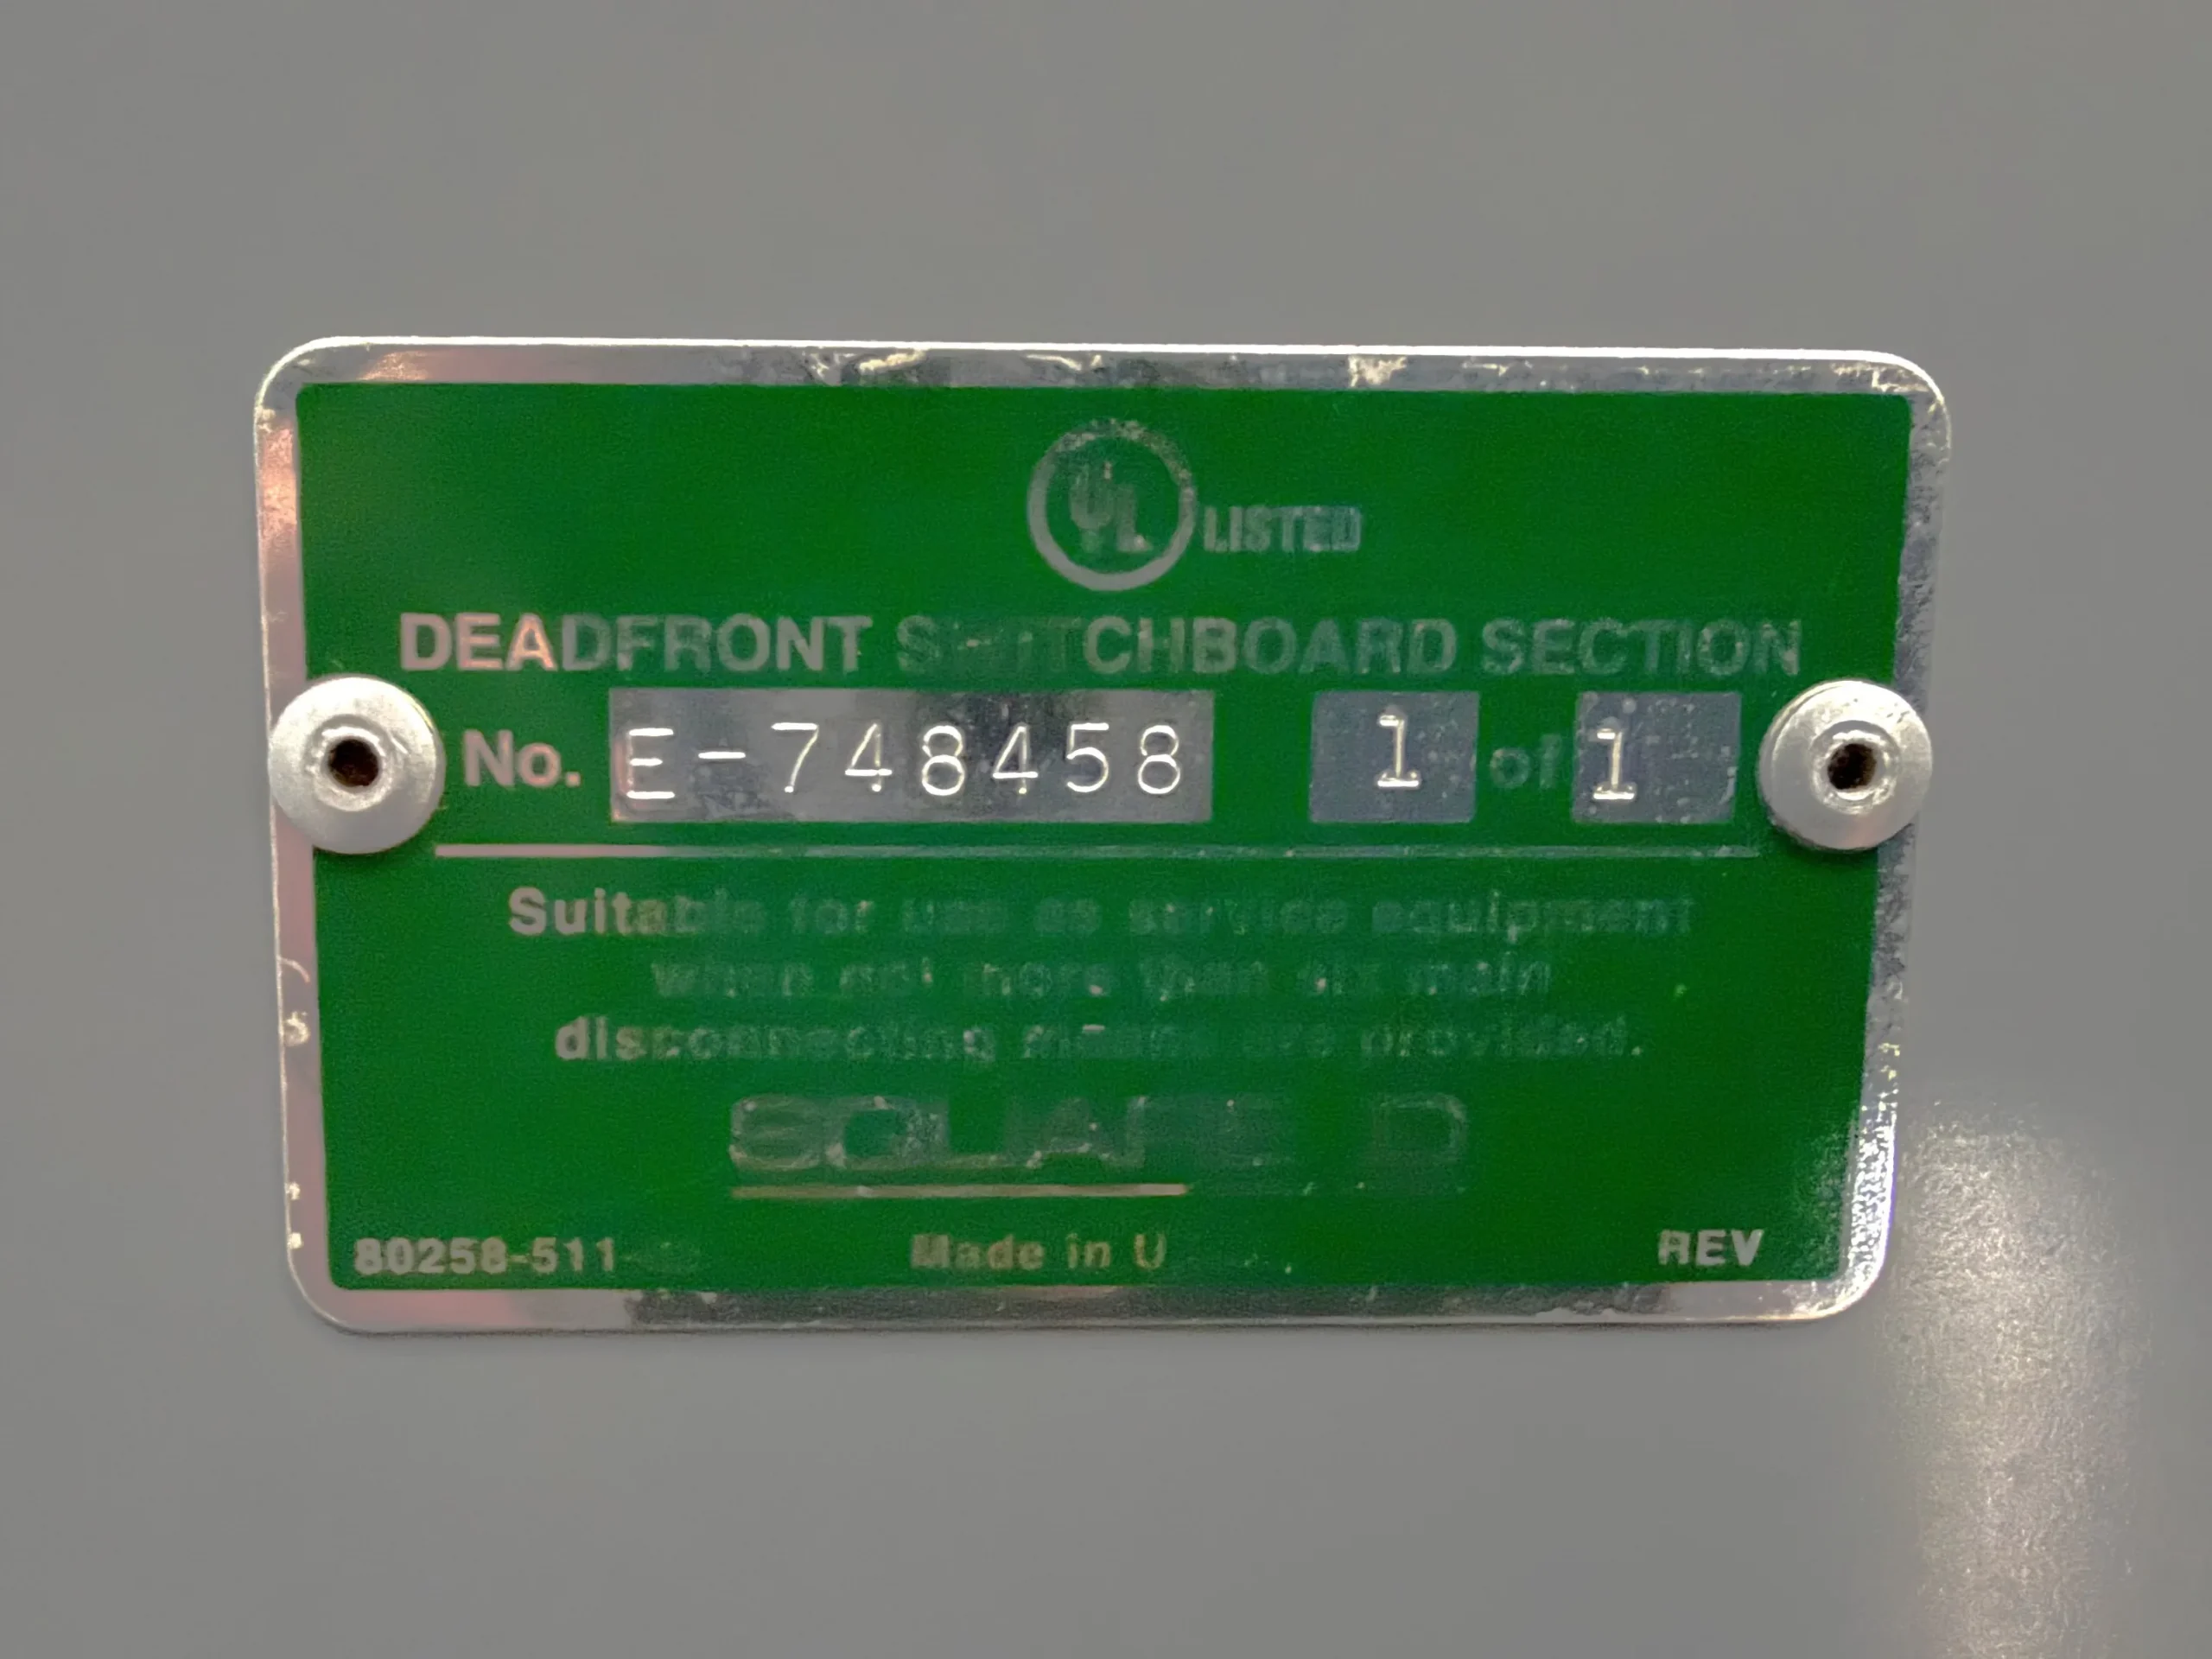 UL LISTED
DEADFRONT SWITCHBOARD SECTION
No. E-748458 1 of 1
Suitable for use as service equipment
when not more than six main
disconnecting means are provided.
SQUARE D
80258-511 Made in U REV